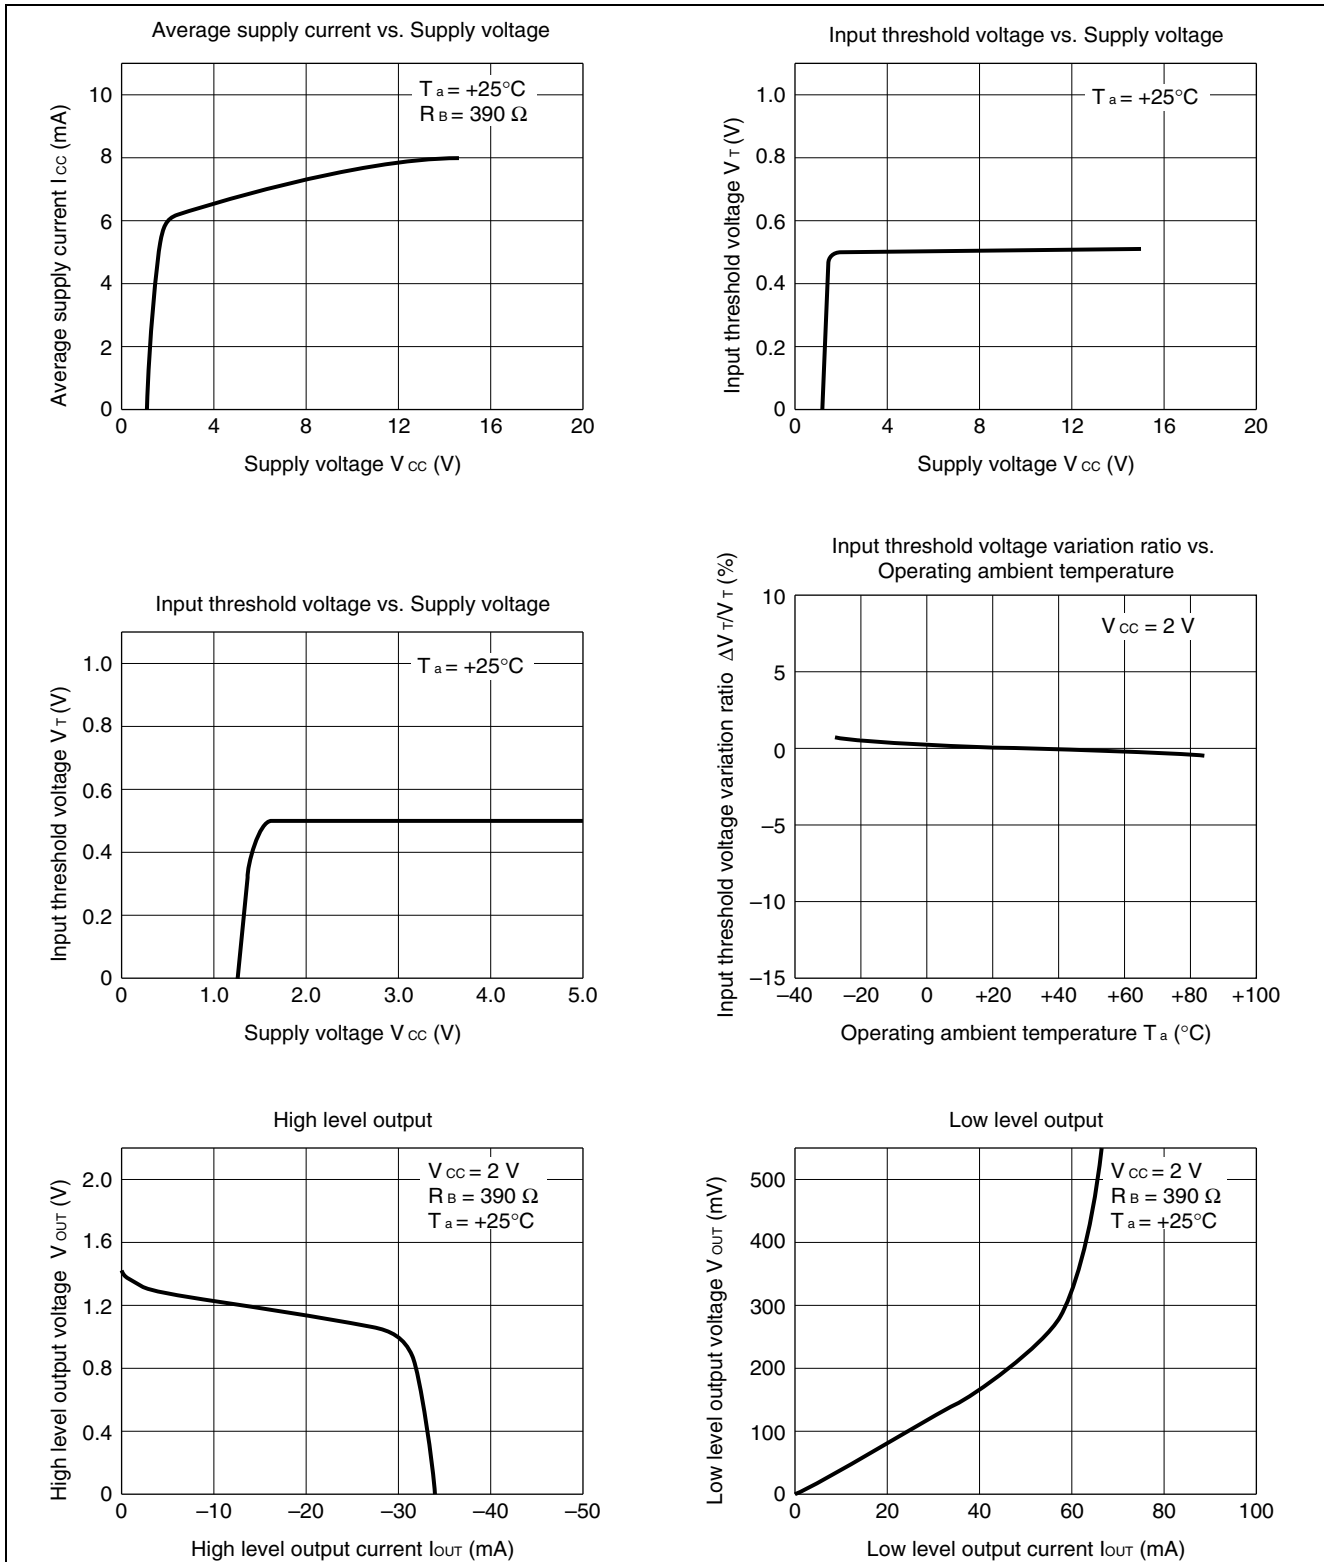 Average supply current vs. Supply voltage
Average supply current ICC (mA)
Ta = +25°C
RB = 390 Ω
10
8
6
4
2
0
0 4 8 12 16 20
Supply voltage VCC (V)
Input threshold voltage vs. Supply voltage
Input threshold voltage VT (V)
Ta = +25°C
1.0
0.8
0.6
0.4
0.2
0
0 4 8 12 16 20
Supply voltage VCC (V)
Input threshold voltage vs. Supply voltage
Input threshold voltage VT (V)
Ta = +25°C
1.0
0.8
0.6
0.4
0.2
0
0 1.0 2.0 3.0 4.0 5.0
Supply voltage VCC (V)
Input threshold voltage variation ratio vs.
Operating ambient temperature
Input threshold voltage variation ratio ΔVT/VT (%)
VCC = 2 V
10
5
0
−5
−10
−15
−40 −20 0 +20 +40 +60 +80 +100
Operating ambient temperature Ta (°C)
High level output
High level output voltage VOUT (V)
VCC = 2 V
RB = 390 Ω
Ta = +25°C
2.0
1.6
1.2
0.8
0.4
0
0 −10 −20 −30 −40 −50
High level output current IOUT (mA)
Low level output
Low level output voltage VOUT (mV)
VCC = 2 V
RB = 390 Ω
Ta = +25°C
500
400
300
200
100
0
0 20 40 60 80 100
Low level output current IOUT (mA)